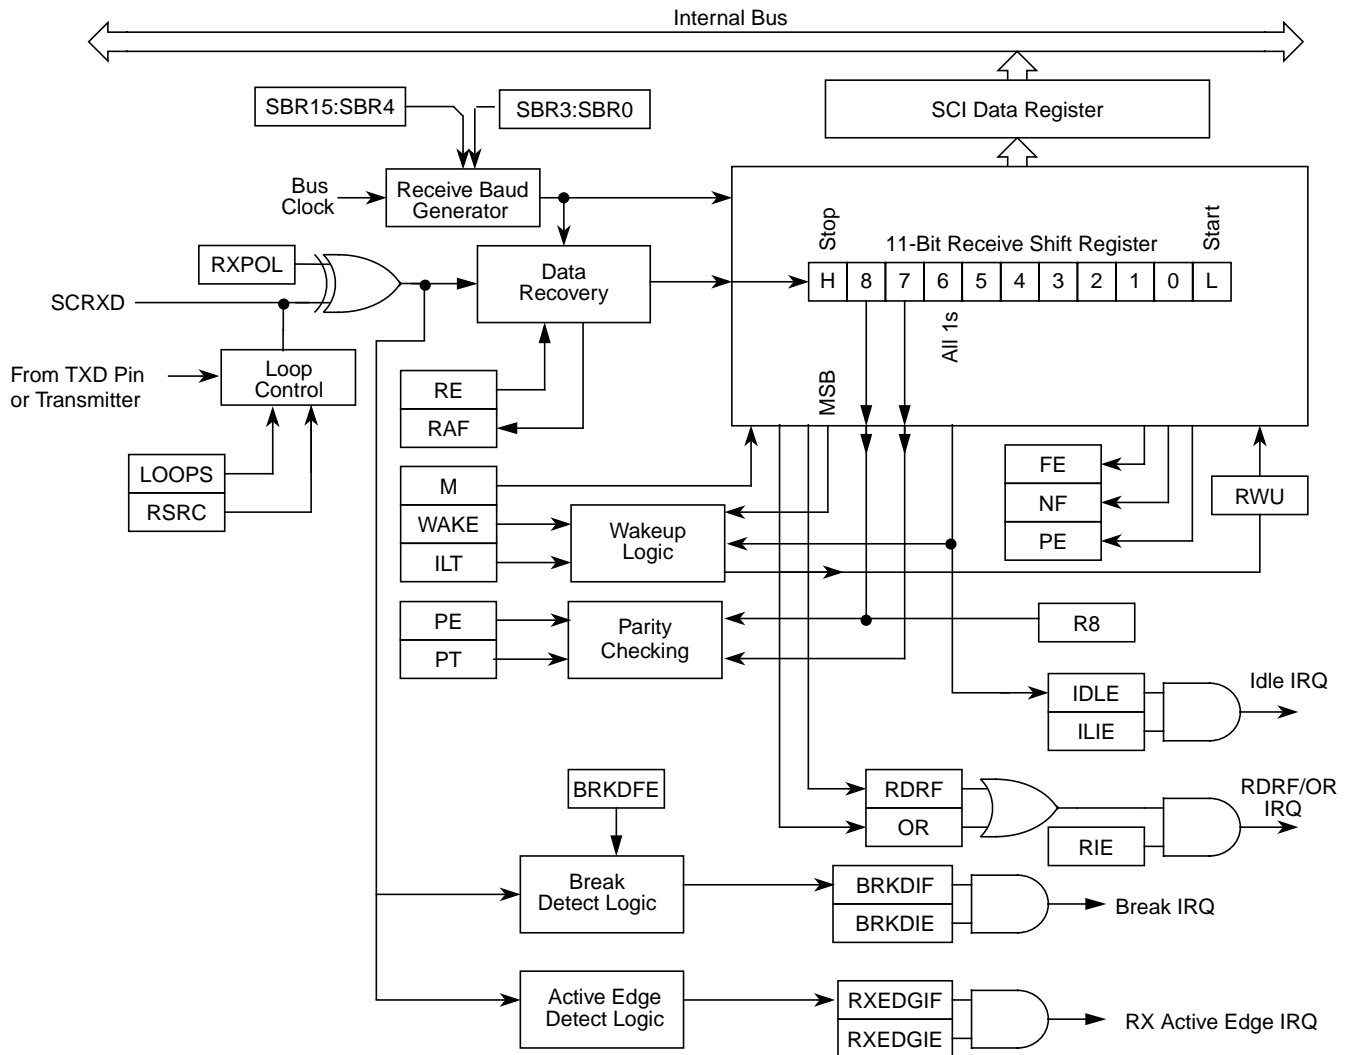 Internal Bus
SBR15:SBR4
SBR3:SBR0
SCI Data Register
Bus
Clock
Receive Baud
Generator
RXPOL
SCRXD
Data
Recovery
Stop
11-Bit Receive Shift Register
Start
H 8 7 6 5 4 3 2 1 0 L
All 1s
MSB
From TXD Pin
or Transmitter
Loop
Control
RE
RAF
LOOPS
RSRC
M
WAKE
ILT
Wakeup
Logic
FE
NF
PE
RWU
PE
PT
Parity
Checking
R8
IDLE
ILIE
Idle IRQ
BRKDFE
RDRF
OR
RIE
RDRF/OR
IRQ
Break
Detect Logic
BRKDIF
BRKDIE
Break IRQ
Active Edge
Detect Logic
RXEDGIF
RXEDGIE
RX Active Edge IRQ